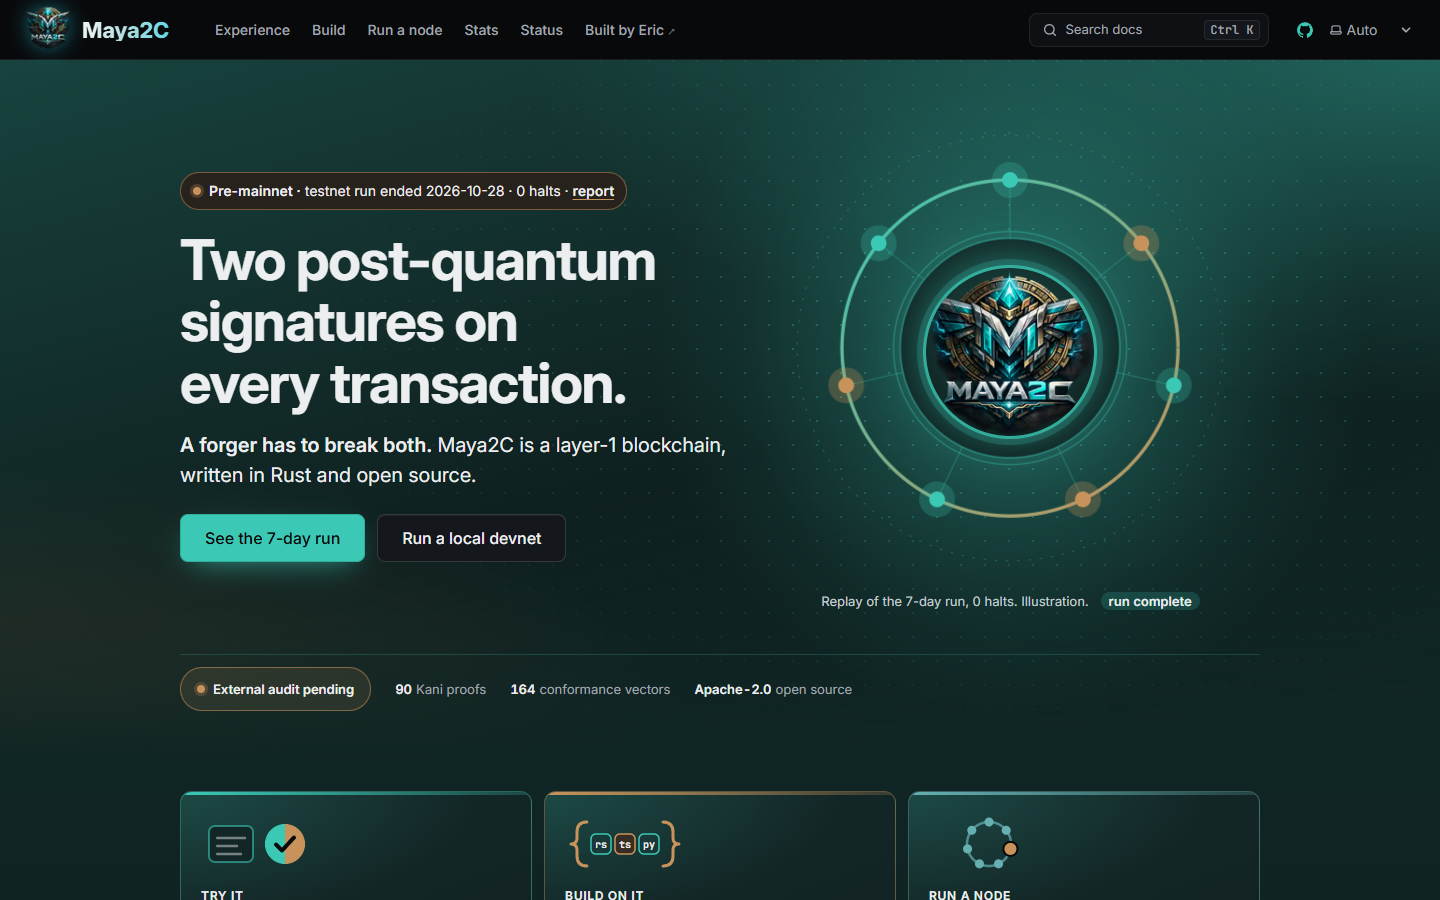 MAYA2C
Maya2C
Experience
Build
Run a node
Stats
Status
Built by Eric ↗
Search docs
Ctrl K
Auto
Pre-mainnet · testnet run ended 2026-10-28 · 0 halts · report
Two post-quantum
signatures on
every transaction.
A forger has to break both. Maya2C is a layer-1 blockchain,
written in Rust and open source.
See the 7-day run
Run a local devnet
MAYA2C
Replay of the 7-day run, 0 halts. Illustration.
run complete
External audit pending
90 Kani proofs
164 conformance vectors
Apache-2.0 open source
{ rs ts py }
TRY IT
BUILD ON IT
RUN A NODE